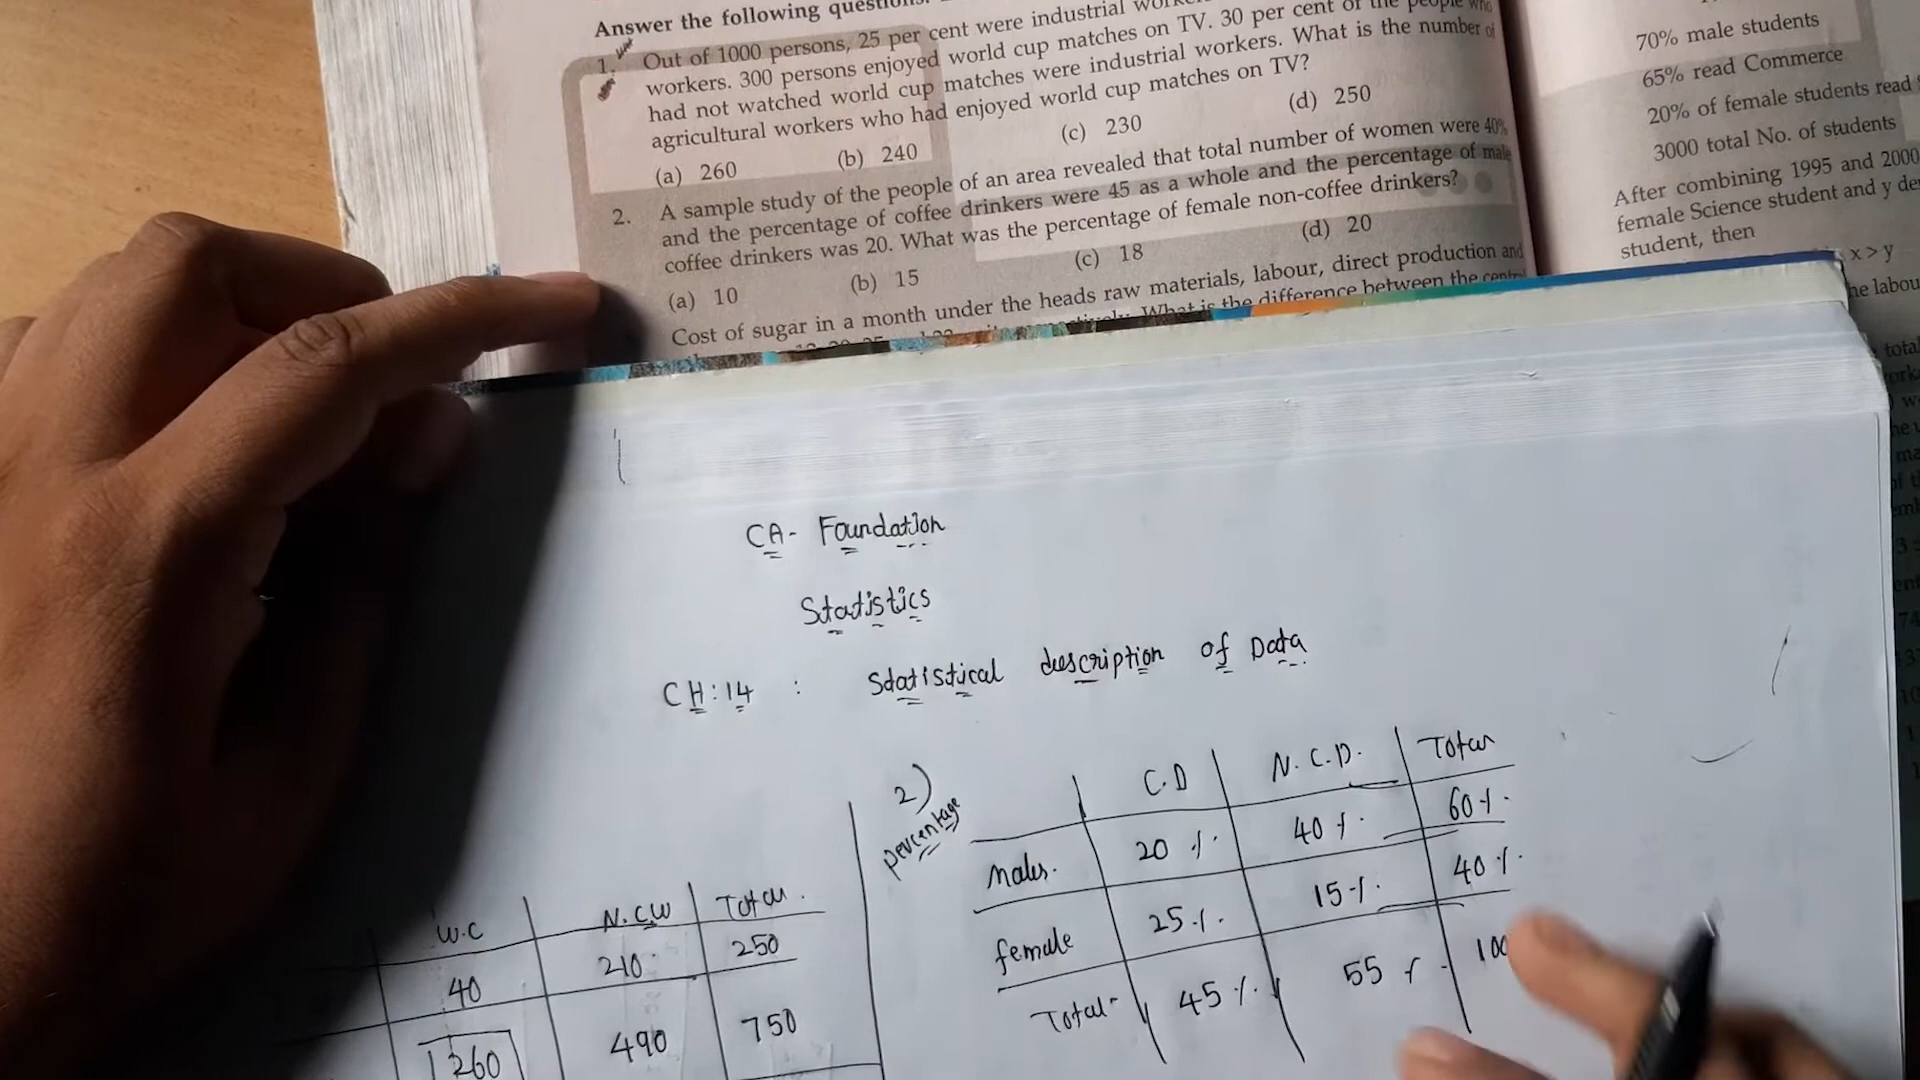 Answer the following
1. Out of 1000 persons, 25 per cent were industrial
workers. 300 persons enjoyed world cup matches on TV. 30 per cent of the people who
had not watched world cup matches were industrial workers. What is the number of
agricultural workers who had enjoyed world cup matches on TV?
(a) 260 (b) 240 (c) 230 (d) 250
2. A sample study of the people of an area revealed that total number of women were 40%
and the percentage of coffee drinkers were 45 as a whole and the percentage of male
coffee drinkers was 20. What was the percentage of female non-coffee drinkers?
(a) 10 (b) 15 (c) 18 (d) 20
Cost of sugar in a month under the heads raw materials, labour, direct production and
What is the difference between the
70% male students
65% read Commerce
20% of female students read
3000 total No. of students
After combining 1995 and 2000
female Science student and y
student, then
x > y
CA- Foundation
Statistics
CH:14 : Statistical description of Data
W.C N.CW Total
40 210 250
260 490 750
2)
percentage
C.D N.C.D. Total
Males. 20 % 40 % 60 %
female 25 % 15 % 40 %
Total 45 % 55 %